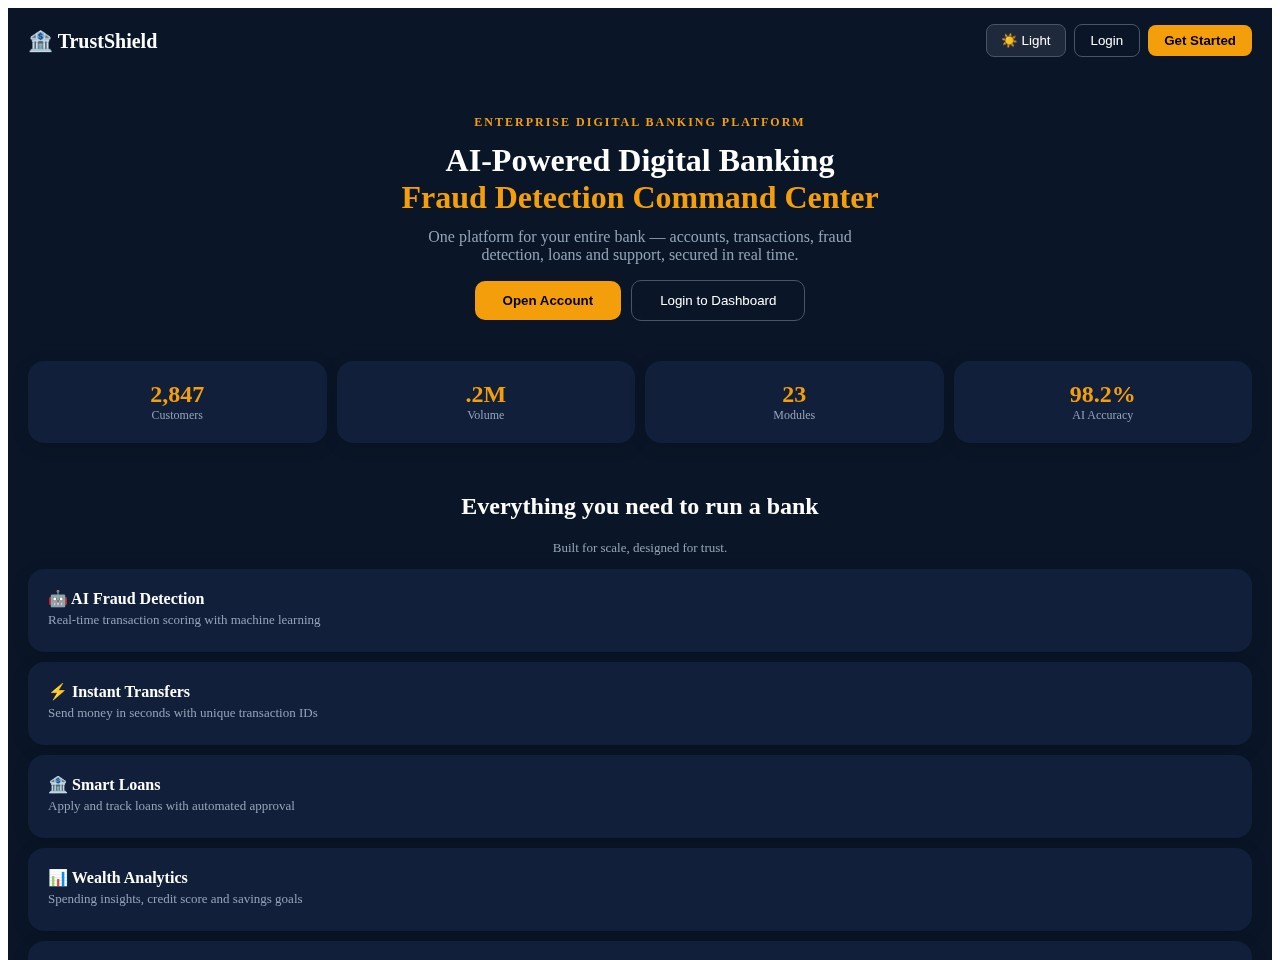 🏦 TrustShield
☀️ Light
Login
Get Started
ENTERPRISE DIGITAL BANKING PLATFORM
AI-Powered Digital Banking
Fraud Detection Command Center
One platform for your entire bank — accounts, transactions, fraud
detection, loans and support, secured in real time.
Open Account
Login to Dashboard
2,847
Customers
.2M
Volume
23
Modules
98.2%
AI Accuracy
Everything you need to run a bank
Built for scale, designed for trust.
🤖 AI Fraud Detection
Real-time transaction scoring with machine learning
⚡ Instant Transfers
Send money in seconds with unique transaction IDs
🏦 Smart Loans
Apply and track loans with automated approval
📊 Wealth Analytics
Spending insights, credit score and savings goals